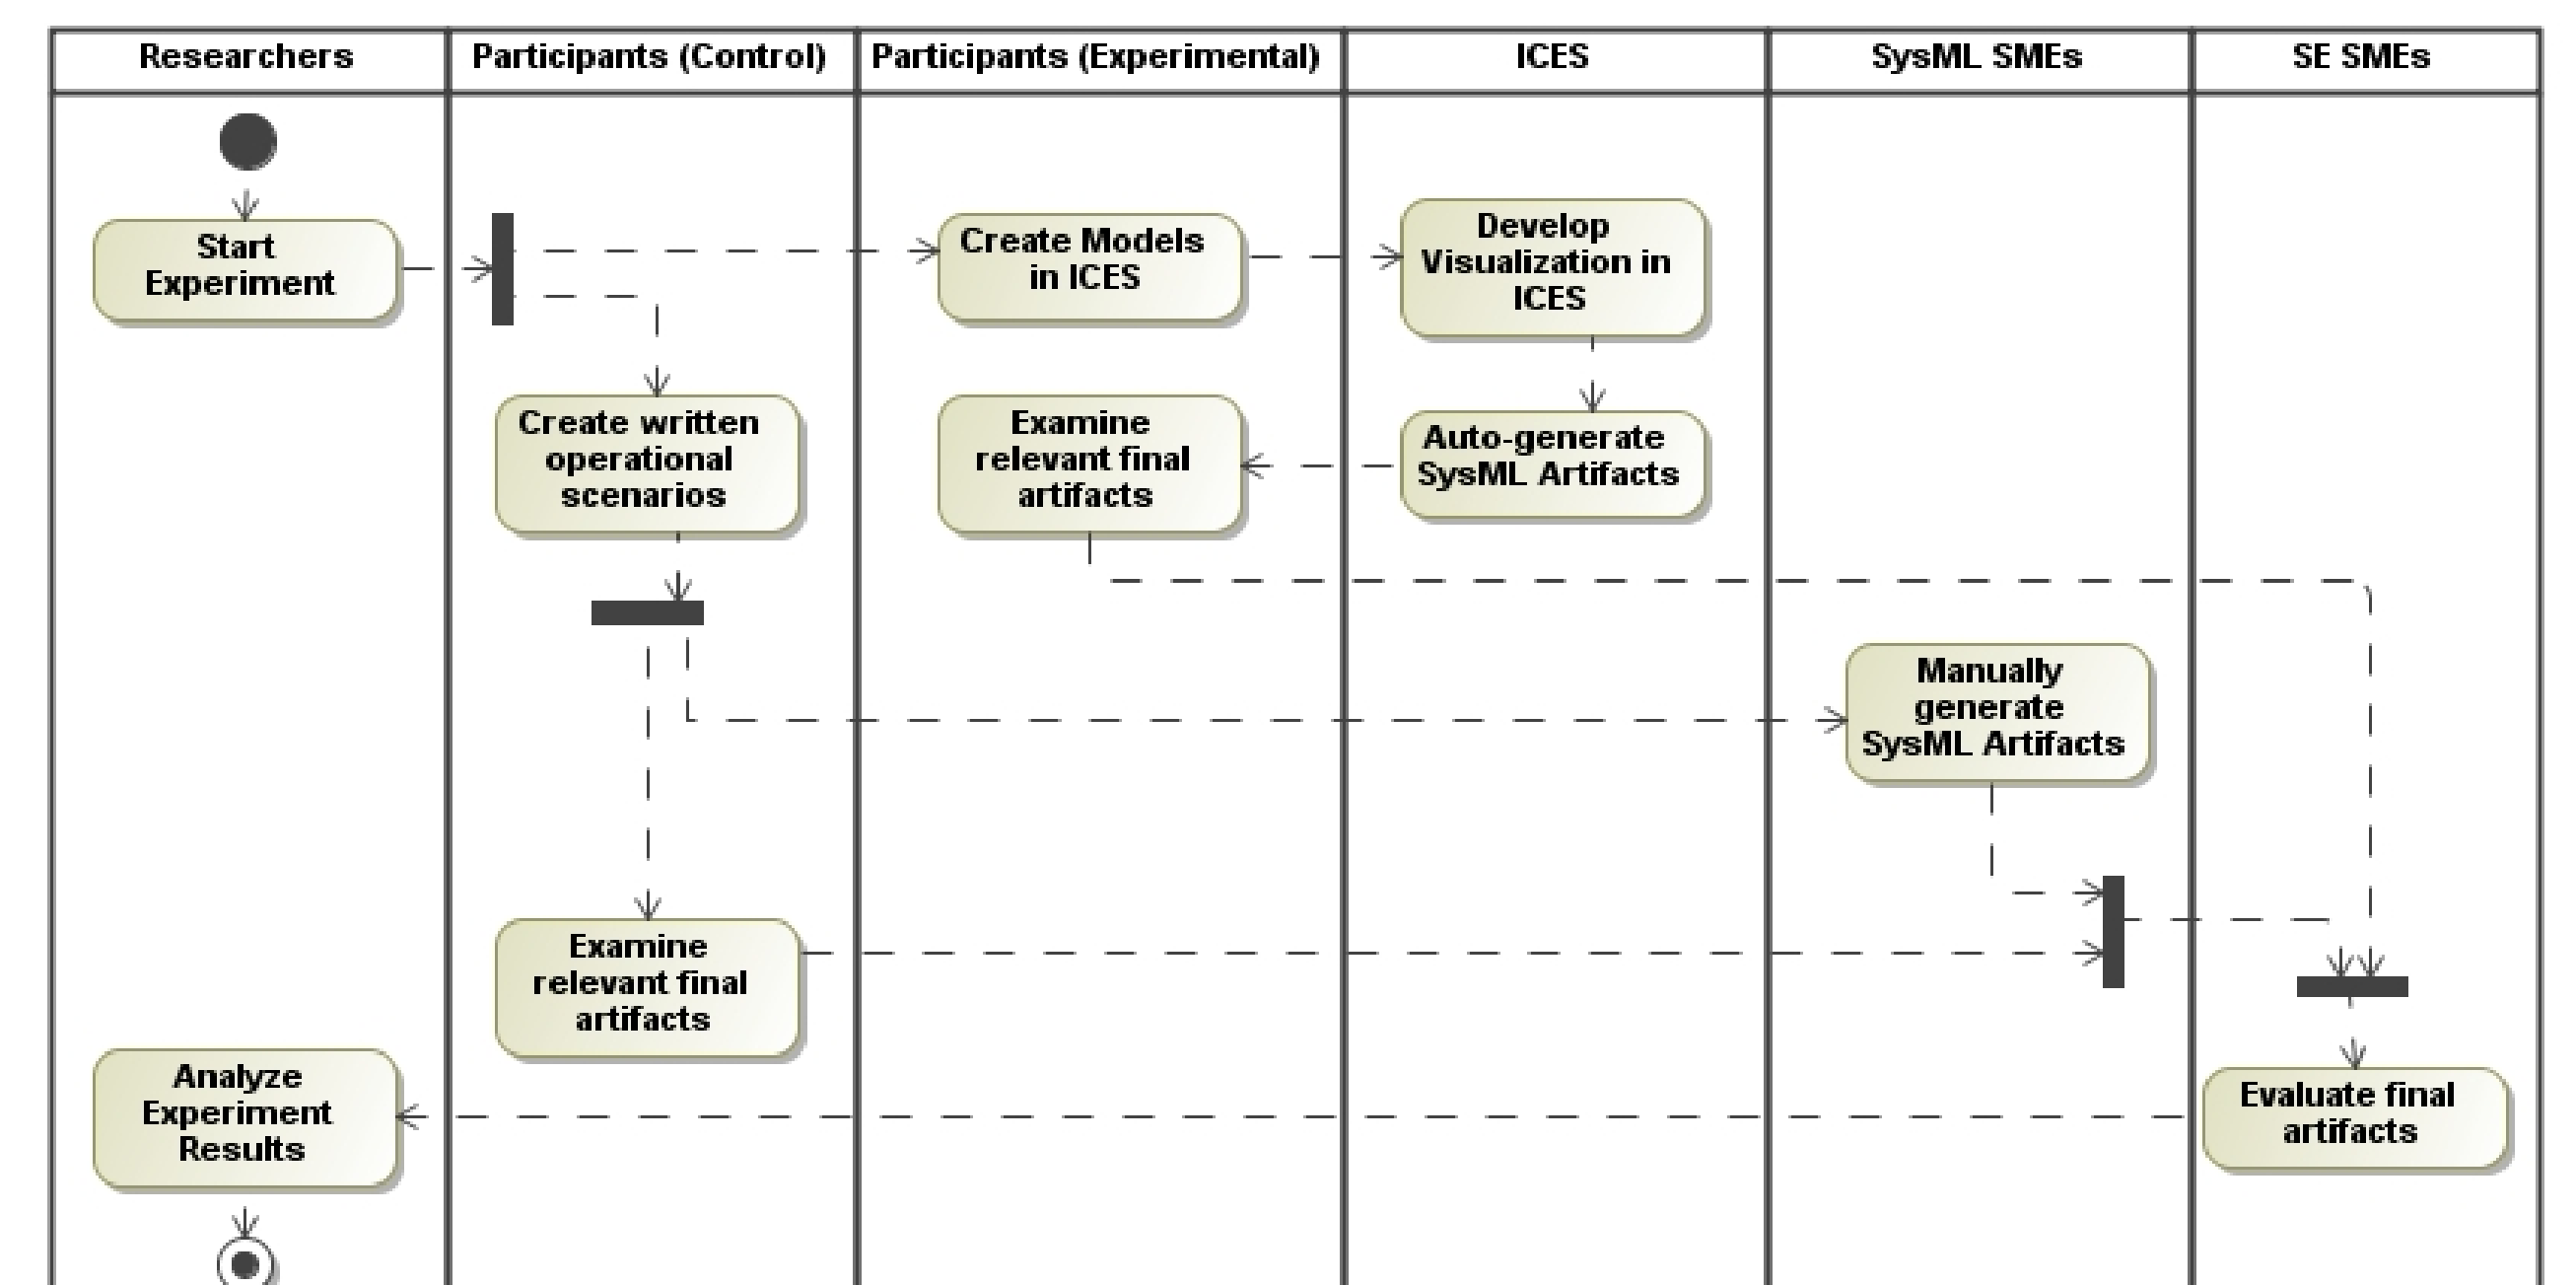 Researchers
Participants (Control)
Participants (Experimental)
ICES
SysML SMEs
SE SMEs
Start
Experiment
Create Models
in ICES
Develop
Visualization in
ICES
Create written
operational
scenarios
Examine
relevant final
artifacts
Auto-generate
SysML Artifacts
Manually
generate
SysML Artifacts
Examine
relevant final
artifacts
Analyze
Experiment
Results
Evaluate final
artifacts